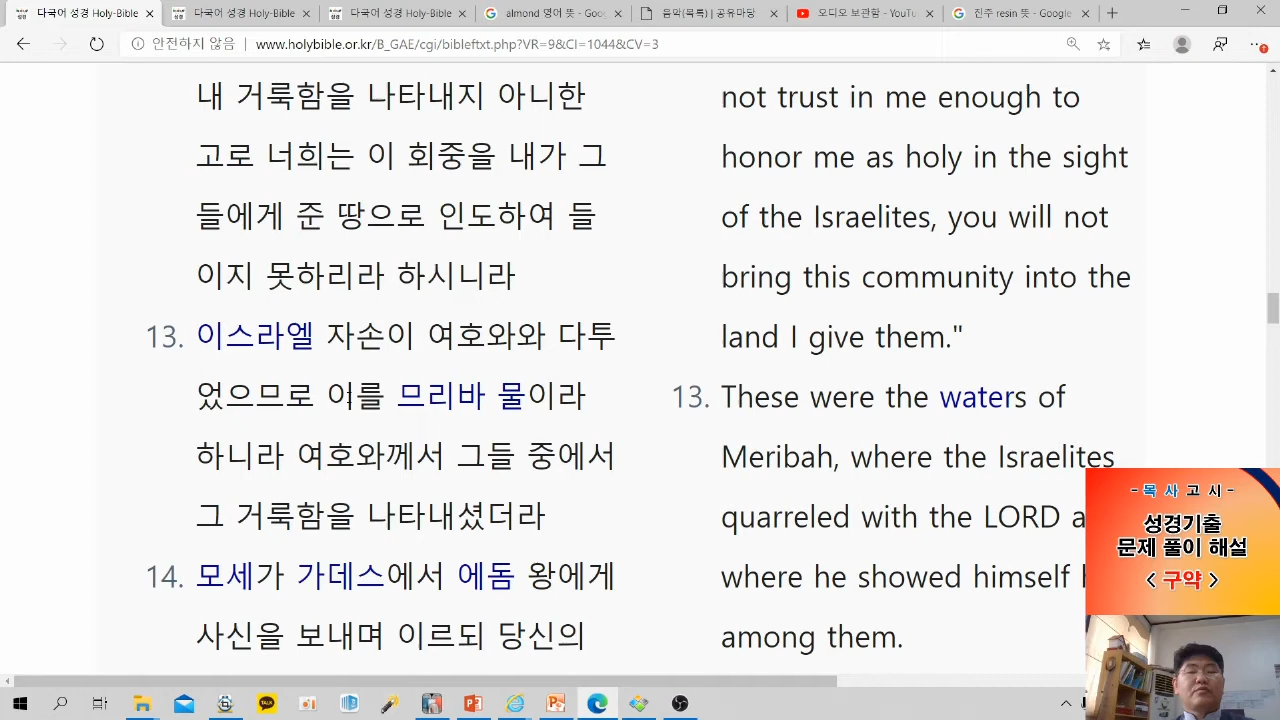 다국어 성경 Holy-Bible
다국어 성경 Holy-Bible
다국어 성경 Holy-Bible
almond 영어 뜻 - Goo
음악(목록) | 공유마당
오디오 보관함 - YouTu
진주 resin 뜻 - Google
안전하지 않음 | www.holybible.or.kr/B_GAE/cgi/bibleftxt.php?VR=9&CI=1044&CV=3
내 거룩함을 나타내지 아니한
고로 너희는 이 회중을 내가 그
들에게 준 땅으로 인도하여 들
이지 못하리라 하시니라
13. 이스라엘 자손이 여호와와 다투
었으므로 이를 므리바 물이라
하니라 여호와께서 그들 중에서
그 거룩함을 나타내셨더라
14. 모세가 가데스에서 에돔 왕에게
사신을 보내며 이르되 당신의
not trust in me enough to
honor me as holy in the sight
of the Israelites, you will not
bring this community into the
land I give them."
13. These were the waters of
Meribah, where the Israelites
quarreled with the LORD a
where he showed himself
among them.
- 목사고시 -
성경기출
문제 풀이 해설
< 구약 >